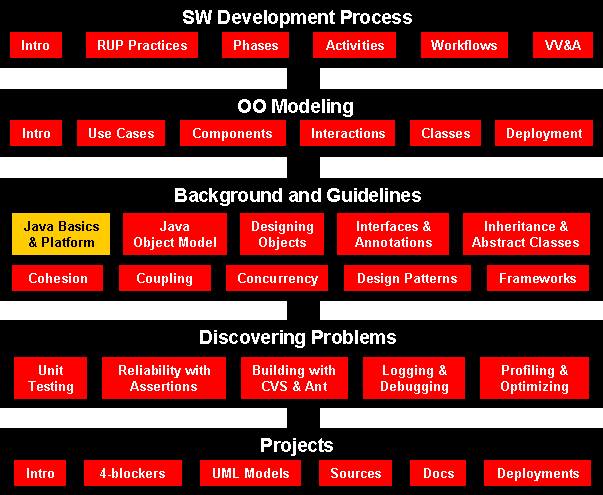 SW Development Process
Intro RUP Practices Phases Activities Workflows VV&A
OO Modeling
Intro Use Cases Components Interactions Classes Deployment
Background and Guidelines
Java Basics & Platform
Java Object Model
Designing Objects
Interfaces & Annotations
Inheritance & Abstract Classes
Cohesion Coupling Concurrency Design Patterns Frameworks
Discovering Problems
Unit Testing
Reliability with Assertions
Building with CVS & Ant
Logging & Debugging
Profiling & Optimizing
Projects
Intro 4-blockers UML Models Sources Docs Deployments